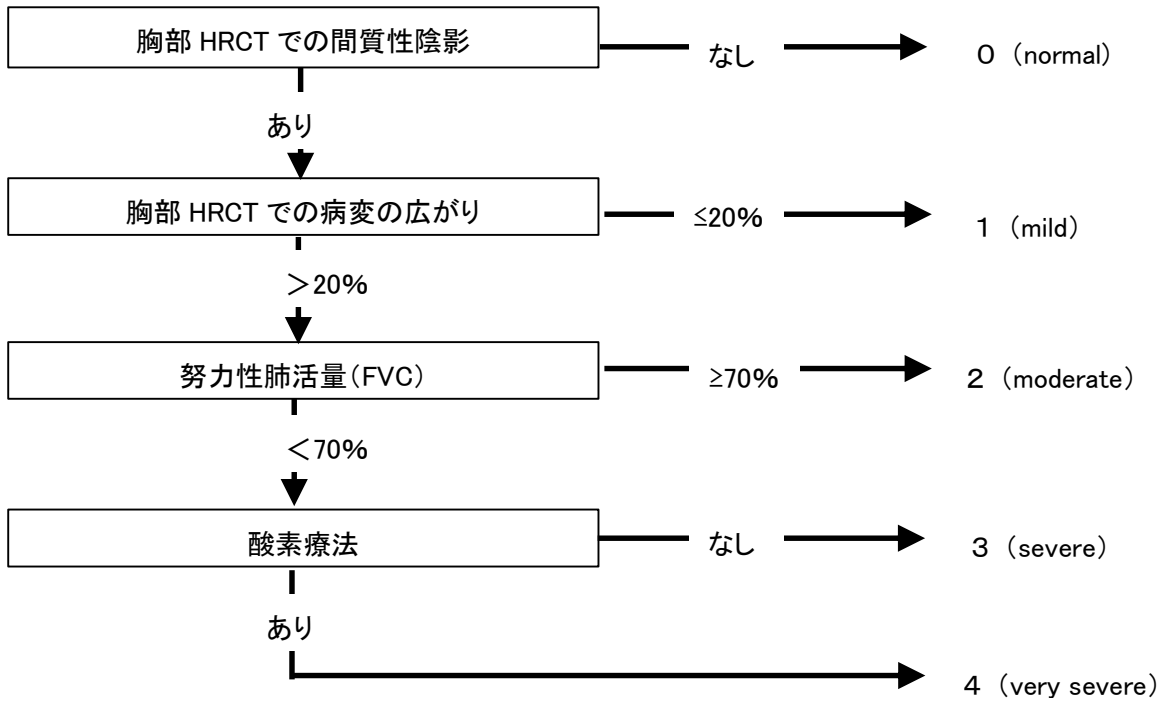 胸部 HRCT での間質性陰影
なし
0 (normal)
あり
胸部 HRCT での病変の広がり
≤20%
1 (mild)
>20%
努力性肺活量(FVC)
≥70%
2 (moderate)
<70%
酸素療法
なし
3 (severe)
あり
4 (very severe)